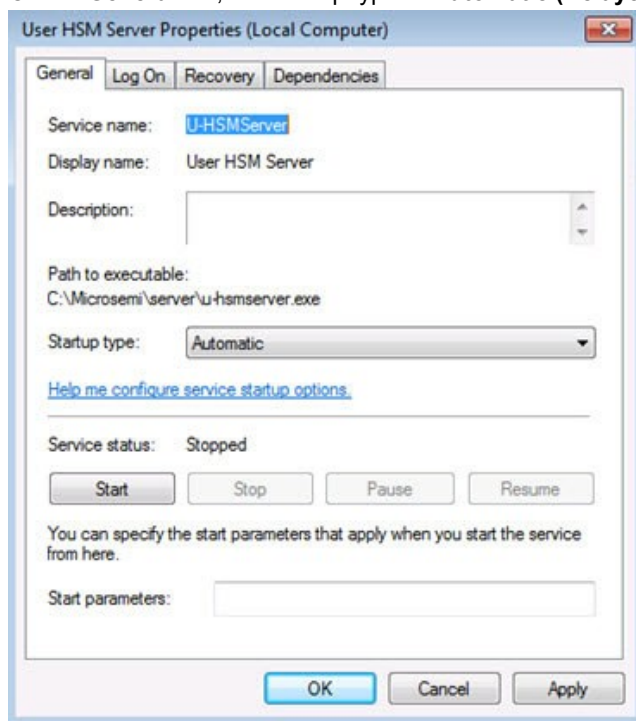 User HSM Server Properties (Local Computer)
General Log On Recovery Dependencies
Service name: U-HSMServer
Display name: User HSM Server
Description:
Path to executable:
C:\Microsemi\server\u-hsmserver.exe
Startup type: Automatic
Help me configure service startup options.
Service status: Stopped
Start Stop Pause Resume
You can specify the start parameters that apply when you start the service
from here.
Start parameters:
OK Cancel Apply